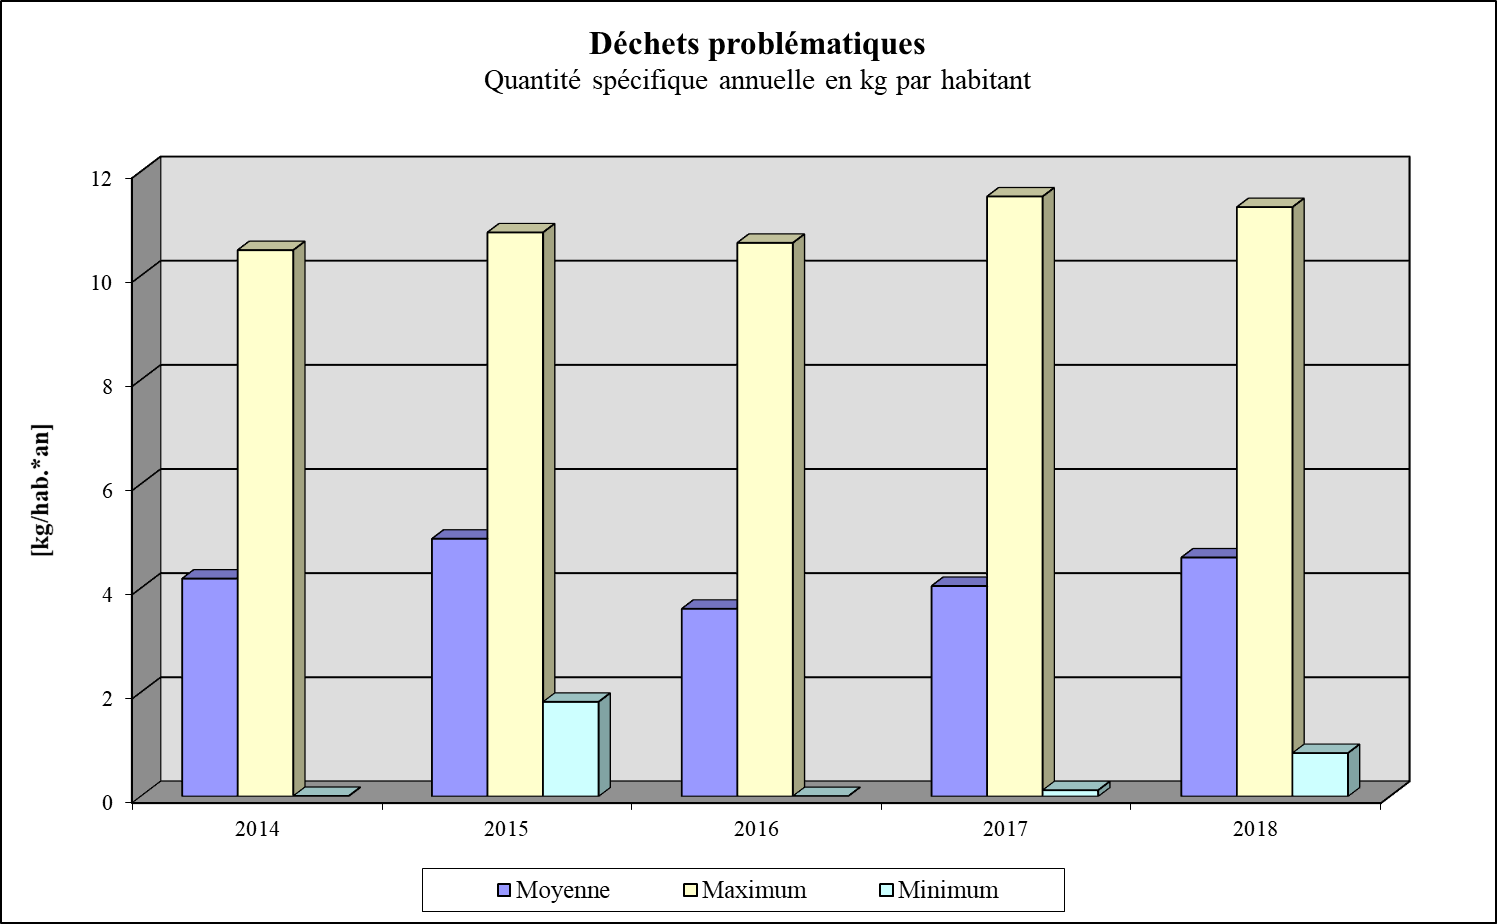 Déchets problématiques
Quantité spécifique annuelle en kg par habitant
12
10
8
6
4
2
0
[kg/hab.*an]
2014 2015 2016 2017 2018
Moyenne Maximum Minimum